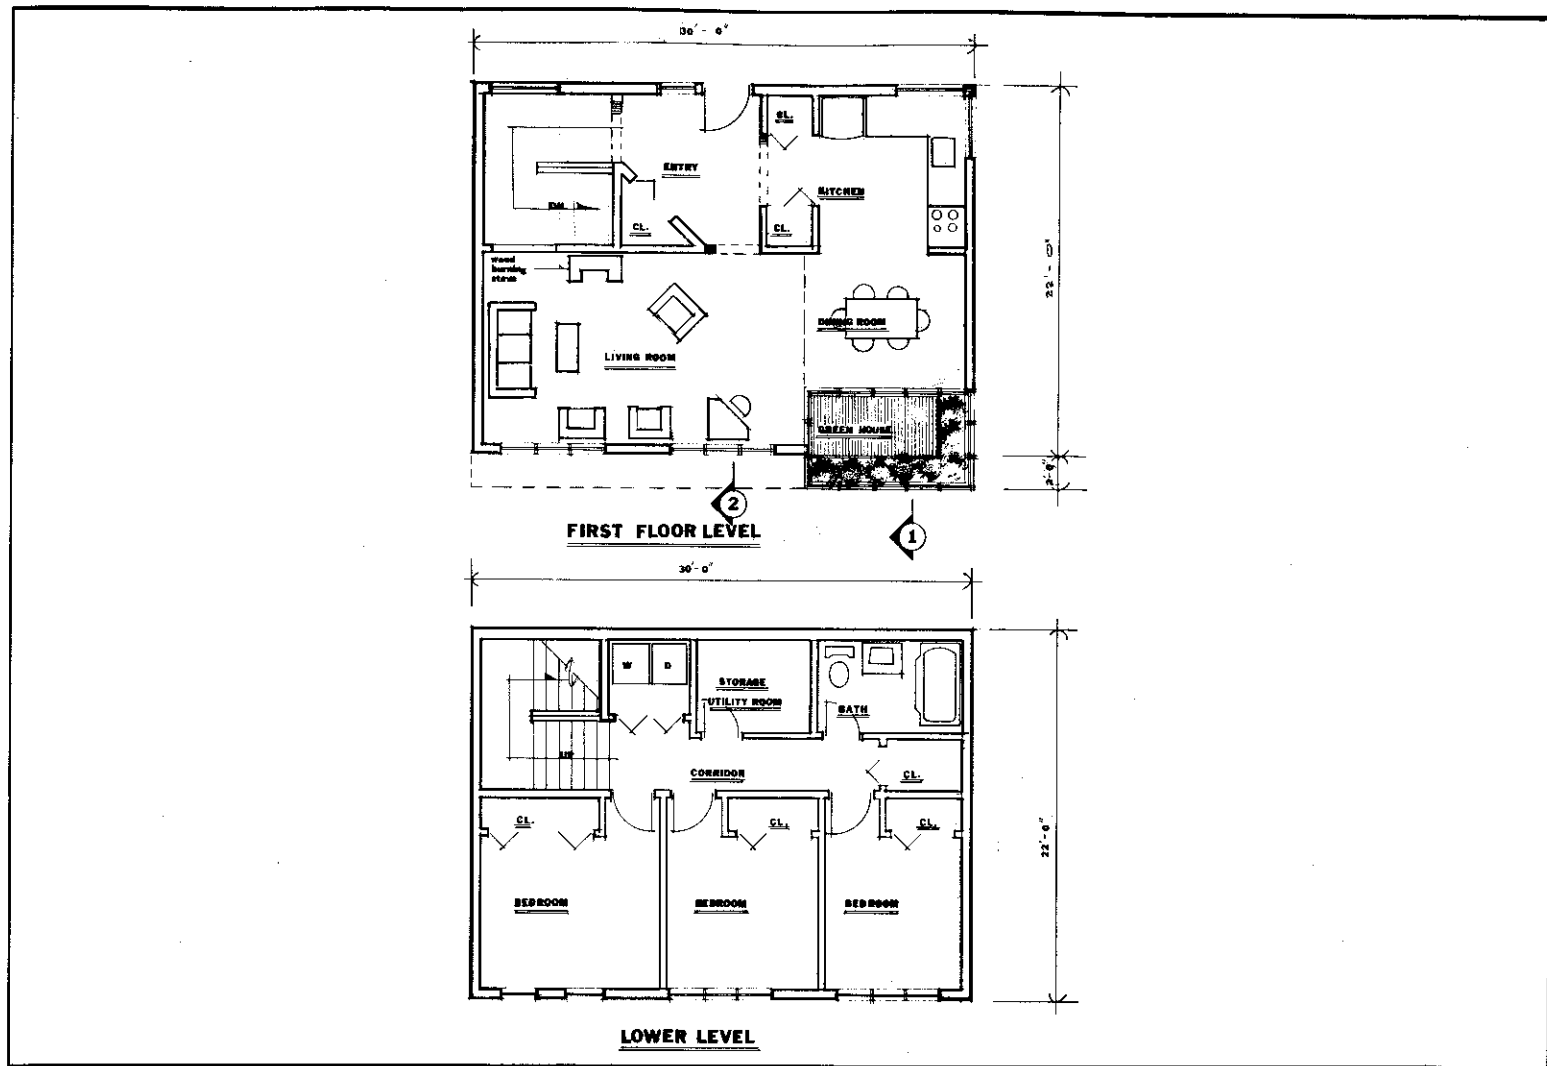 30'-0"
CL.
ENTRY
KITCHEN
DN
CL.
CL.
wood
burning
stove
22'-0"
DINING ROOM
LIVING ROOM
GREEN HOUSE
2'-0"
2
FIRST FLOOR LEVEL
1
30'-0"
W
D
STORAGE
UTILITY ROOM
BATH
UP
CORRIDOR
CL.
CL.
CL.
CL.
22'-0"
BEDROOM
BEDROOM
BEDROOM
LOWER LEVEL